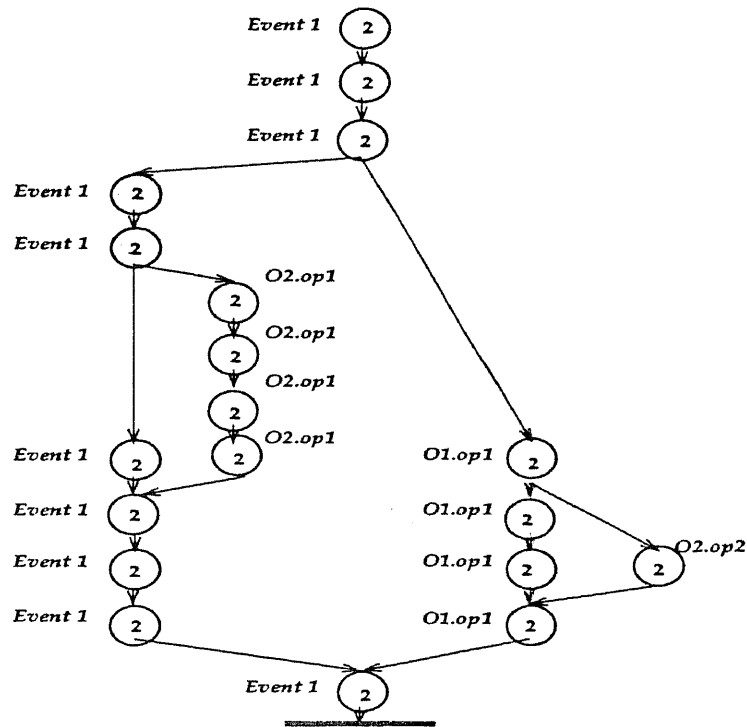 Event 1 2
Event 1 2
Event 1 2
Event 1 2
Event 1 2
O2.op1
2
O2.op1
2
O2.op1
2
O2.op1
Event 1 2 2 O1.op1 2
Event 1 2 O1.op1 2
Event 1 2 O1.op1 2 O2.op2
2
Event 1 2 O1.op1 2
Event 1 2